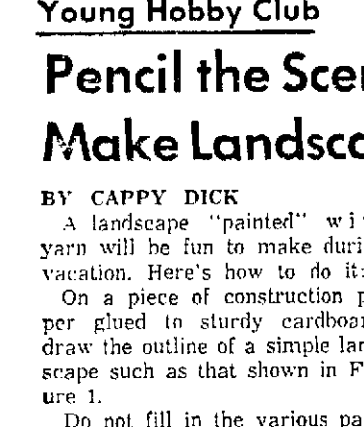 Young Hobby Club
Pencil the Scen
Make Landsca
BY CAPPY DICK
A landscape "painted" wi
yarn will be fun to make duri
vacation. Here's how to do it:
On a piece of construction p
per glued to sturdy cardboar
draw the outline of a simple lan
scape such as that shown in F
ure 1.
Do not fill in the various pa